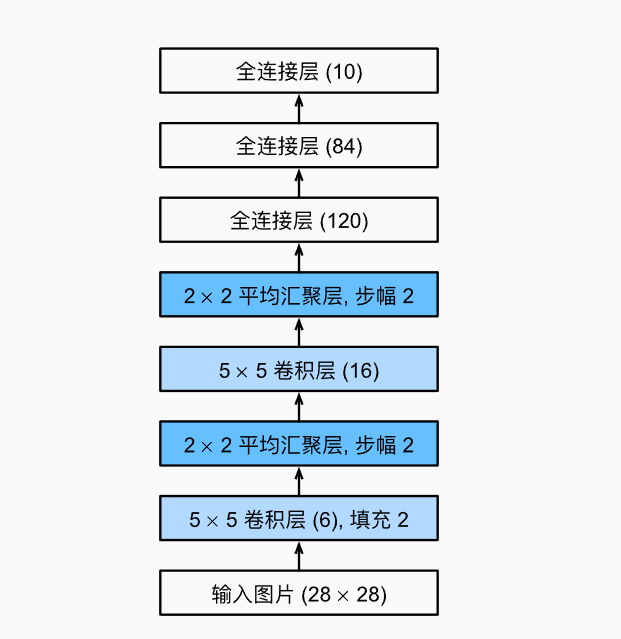 全连接层 (10)
全连接层 (84)
全连接层 (120)
2 × 2 平均汇聚层, 步幅 2
5 × 5 卷积层 (16)
2 × 2 平均汇聚层, 步幅 2
5 × 5 卷积层 (6), 填充 2
输入图片 (28 × 28)